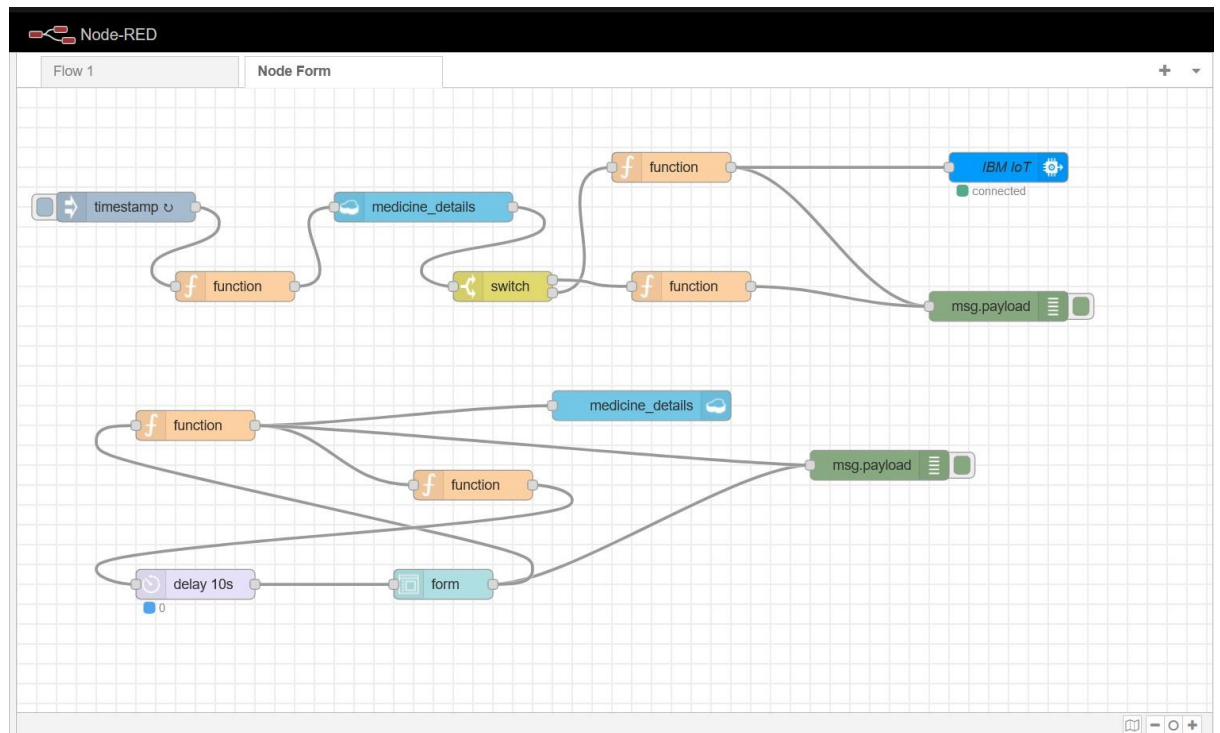 Node-RED
Flow 1
Node Form
function
IBM IoT
connected
timestamp ↻
medicine_details
function
switch
function
msg.payload
medicine_details
function
msg.payload
function
delay 10s
form
0